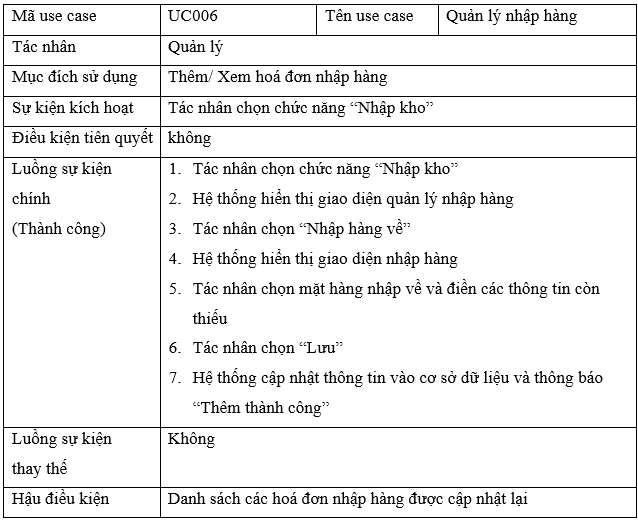 Mã use case UC006 Tên use case Quản lý nhập hàng
Tác nhân Quản lý
Mục đích sử dụng Thêm/ Xem hoá đơn nhập hàng
Sự kiện kích hoạt Tác nhân chọn chức năng “Nhập kho”
Điều kiện tiên quyết không
Luồng sự kiện
chính
(Thành công)
1. Tác nhân chọn chức năng “Nhập kho”
2. Hệ thống hiển thị giao diện quản lý nhập hàng
3. Tác nhân chọn “Nhập hàng về”
4. Hệ thống hiển thị giao diện nhập hàng
5. Tác nhân chọn mặt hàng nhập về và điền các thông tin còn
thiếu
6. Tác nhân chọn “Lưu”
7. Hệ thống cập nhật thông tin vào cơ sở dữ liệu và thông báo
“Thêm thành công”
Luồng sự kiện
thay thế
Không
Hậu điều kiện Danh sách các hoá đơn nhập hàng được cập nhật lại